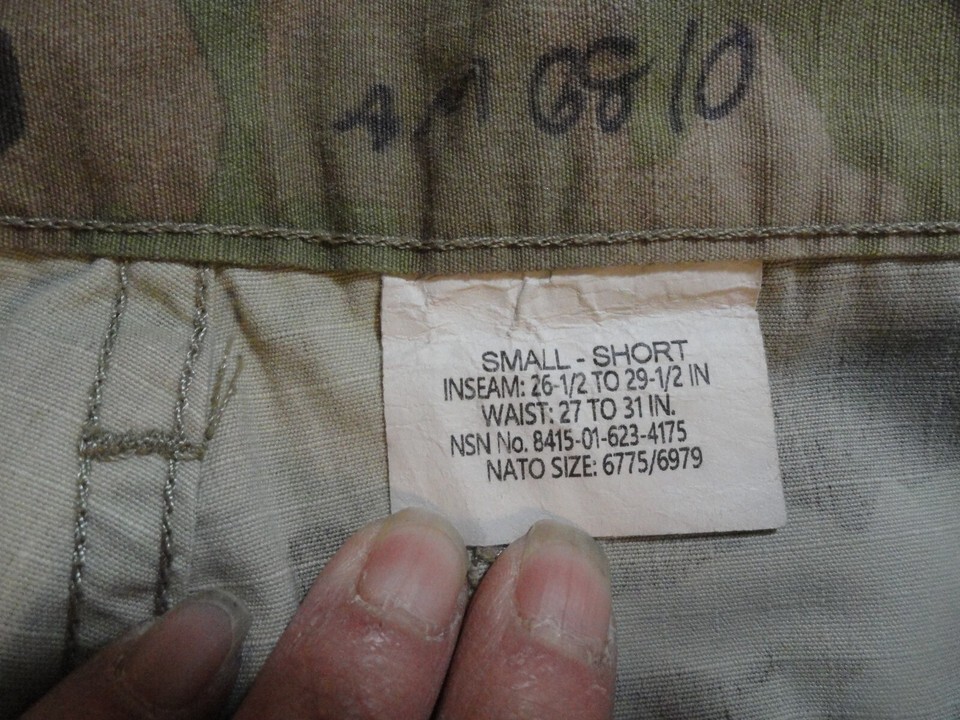 6810
SMALL - SHORT
INSEAM: 26-1/2 TO 29-1/2 IN
WAIST: 27 TO 31 IN.
NSN No. 8415-01-623-4175
NATO SIZE: 6775/6979